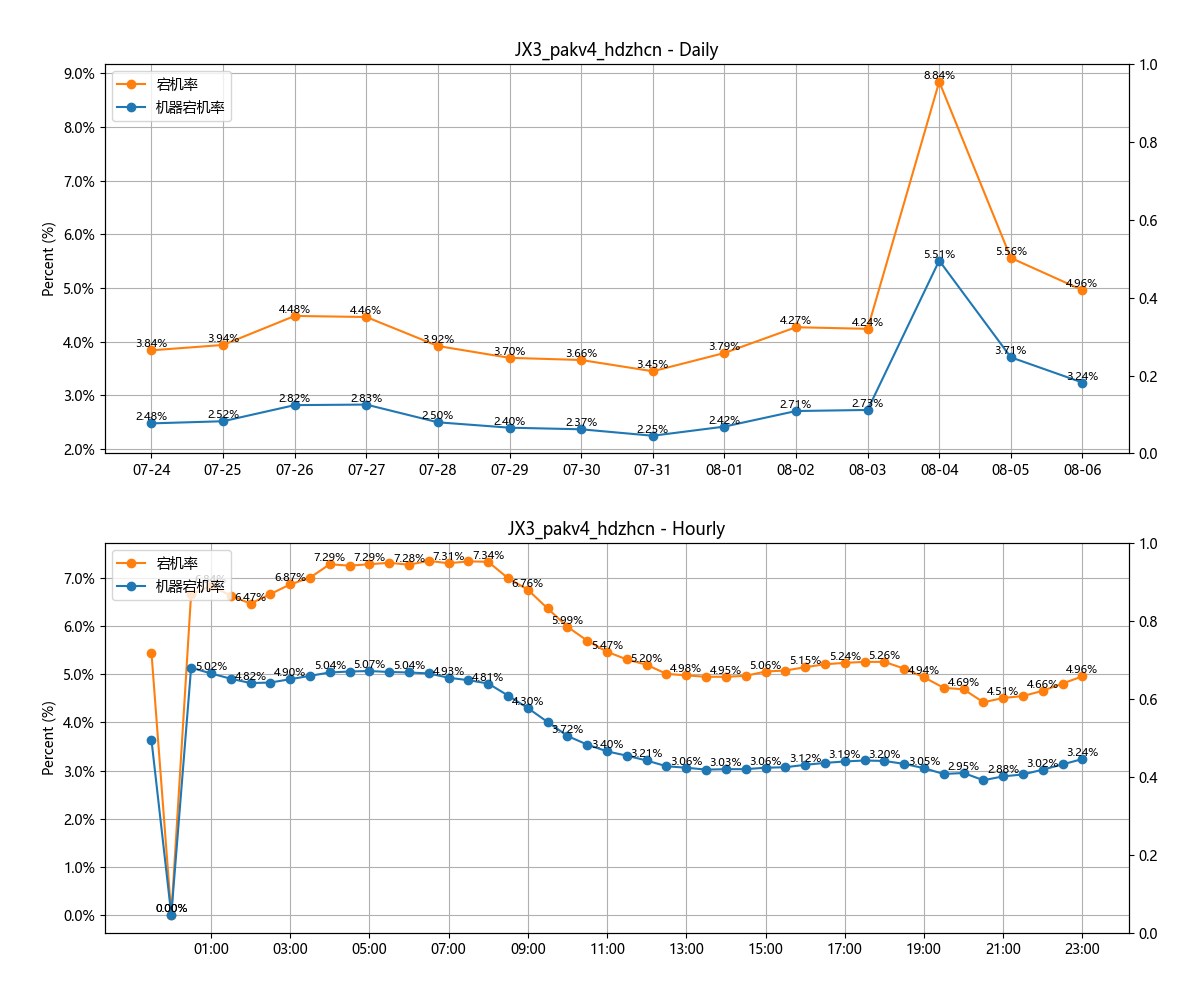 JX3_pakv4_hdzhcn - Daily
宕机率
机器宕机率
Percent (%)
9.0%
8.0%
7.0%
6.0%
5.0%
4.0%
3.0%
2.0%
1.0
0.8
0.6
0.4
0.2
0.0
3.84% 3.94% 4.48% 4.46% 3.92% 3.70% 3.66% 3.45% 3.79% 4.27% 4.24% 8.84% 5.56% 4.96%
2.48% 2.52% 2.82% 2.83% 2.50% 2.40% 2.37% 2.25% 2.42% 2.71% 2.73% 5.51% 3.71% 3.24%
07-24 07-25 07-26 07-27 07-28 07-29 07-30 07-31 08-01 08-02 08-03 08-04 08-05 08-06
JX3_pakv4_hdzhcn - Hourly
宕机率
机器宕机率
Percent (%)
7.0%
6.0%
5.0%
4.0%
3.0%
2.0%
1.0%
0.0%
1.0
0.8
0.6
0.4
0.2
0.0
6.47% 6.87% 7.29% 7.29% 7.28% 7.31% 7.34% 6.76% 5.99% 5.47% 5.20% 4.98% 4.95% 5.06% 5.15% 5.24% 5.26% 4.94% 4.69% 4.51% 4.66% 4.96%
0.00% 5.02% 4.82% 4.90% 5.04% 5.07% 5.04% 4.93% 4.81% 4.30% 3.72% 3.40% 3.21% 3.06% 3.03% 3.06% 3.12% 3.19% 3.20% 3.05% 2.95% 2.88% 3.02% 3.24%
01:00 03:00 05:00 07:00 09:00 11:00 13:00 15:00 17:00 19:00 21:00 23:00